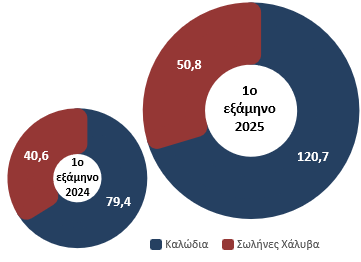 50,8
1ο
εξάμηνο
2025
120,7
40,6
1ο
εξάμηνο
2024
79,4
Καλώδια
Σωλήνες Χάλυβα